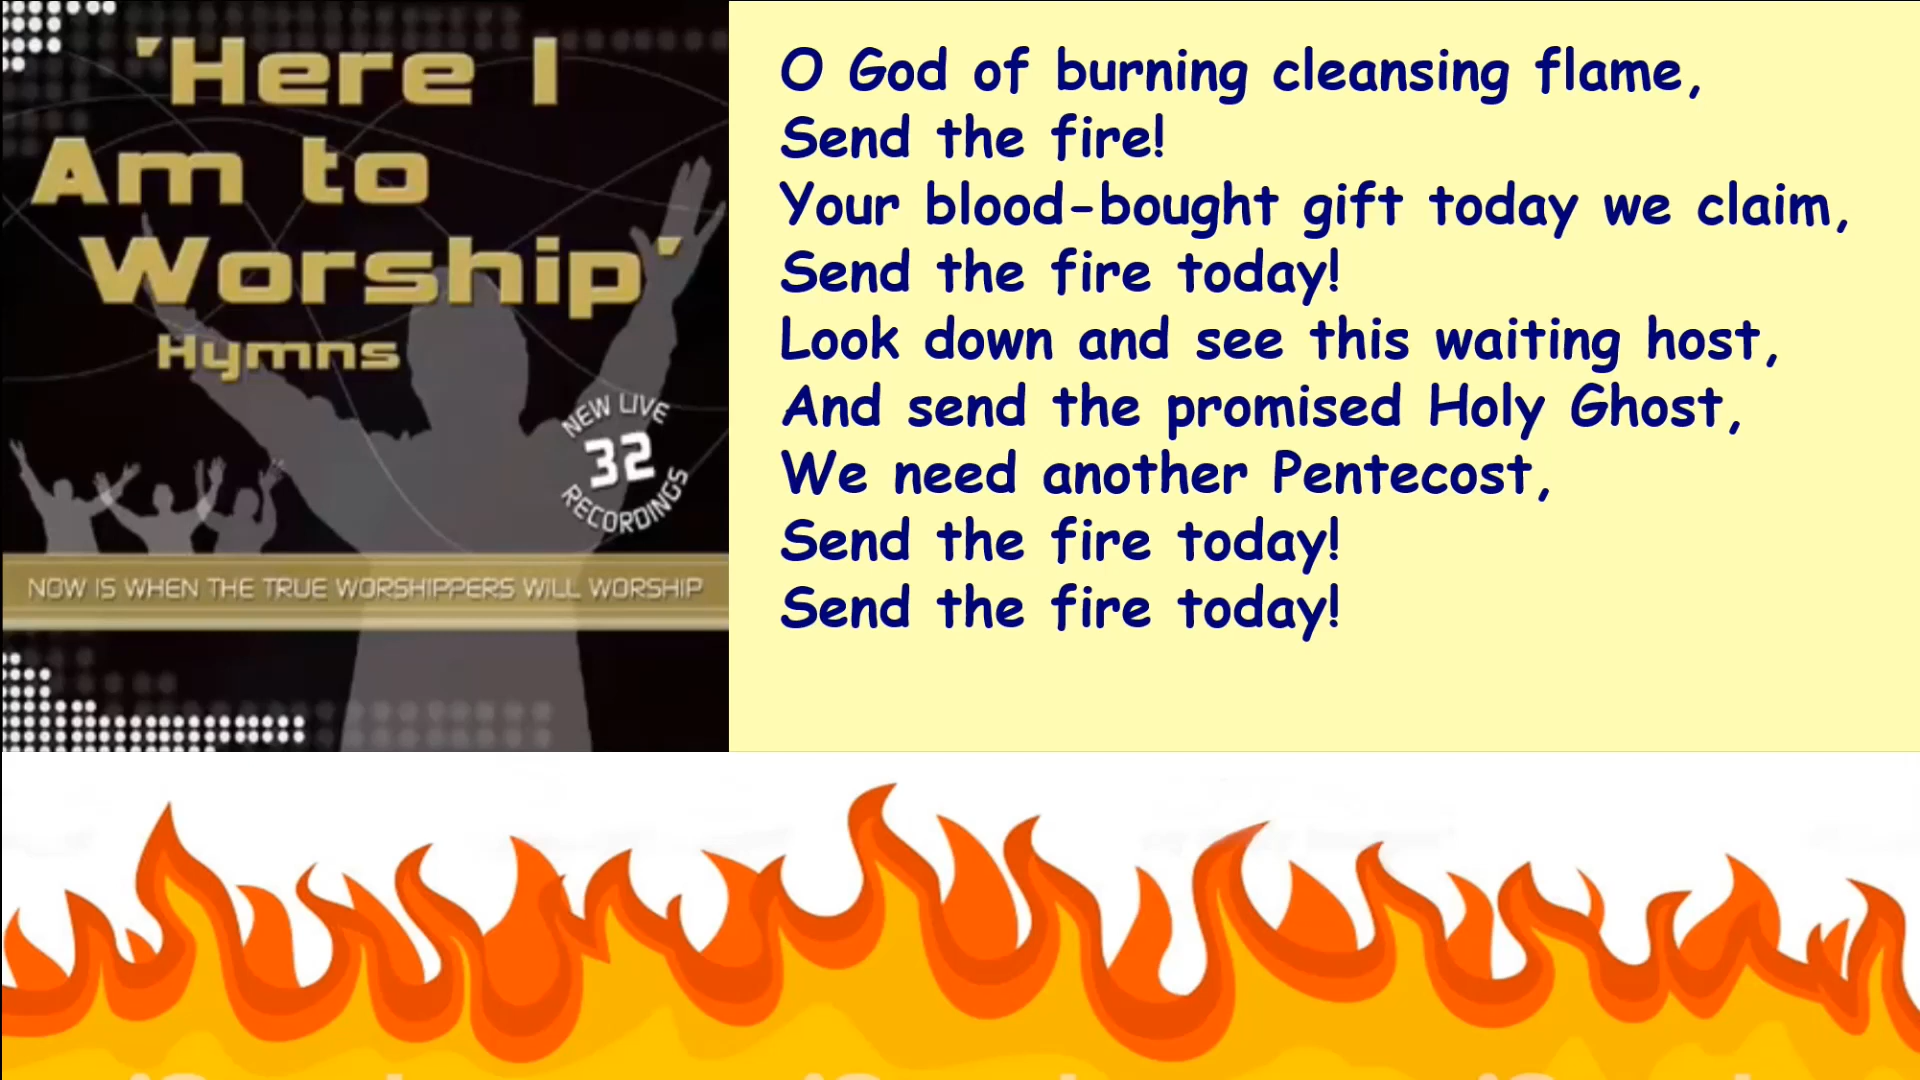 'Here I
Am to
Worship'
Hymns
NEW LIVE
32
RECORDINGS
NOW IS WHEN THE TRUE WORSHIPPERS WILL WORSHIP
O God of burning cleansing flame,
Send the fire!
Your blood-bought gift today we claim,
Send the fire today!
Look down and see this waiting host,
And send the promised Holy Ghost,
We need another Pentecost,
Send the fire today!
Send the fire today!